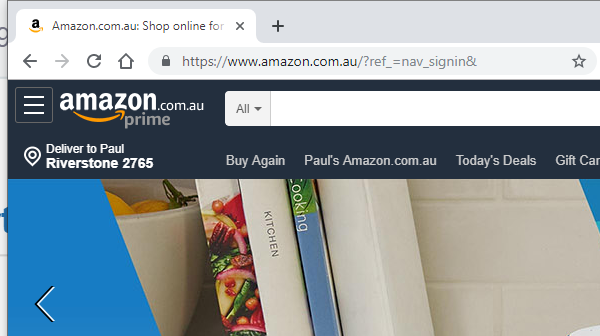 Amazon.com.au: Shop online for
https://www.amazon.com.au/?ref_=nav_signin&
amazon.com.au
prime
All
Deliver to Paul
Riverstone 2765
Buy Again
Paul's Amazon.com.au
Today's Deals
Gift Car
KITCHEN
ooking